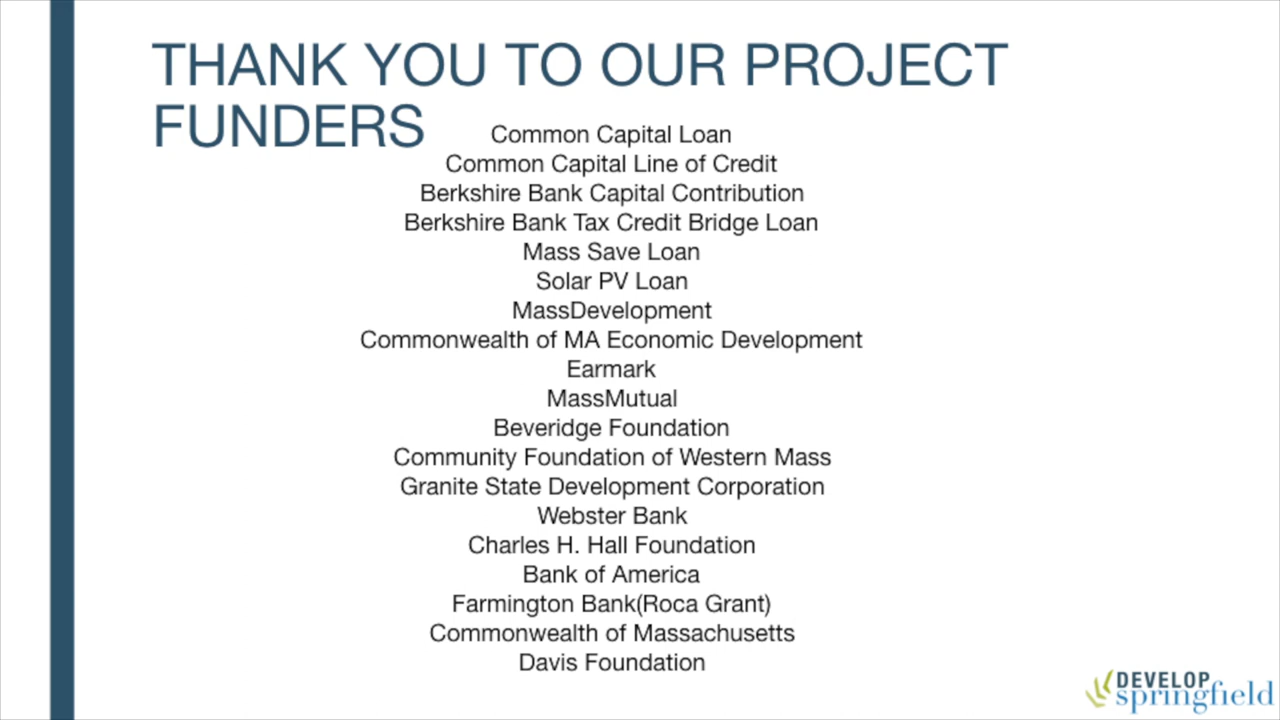 THANK YOU TO OUR PROJECT
FUNDERS
Common Capital Loan
Common Capital Line of Credit
Berkshire Bank Capital Contribution
Berkshire Bank Tax Credit Bridge Loan
Mass Save Loan
Solar PV Loan
MassDevelopment
Commonwealth of MA Economic Development
Earmark
MassMutual
Beveridge Foundation
Community Foundation of Western Mass
Granite State Development Corporation
Webster Bank
Charles H. Hall Foundation
Bank of America
Farmington Bank(Roca Grant)
Commonwealth of Massachusetts
Davis Foundation
DEVELOP
springfield